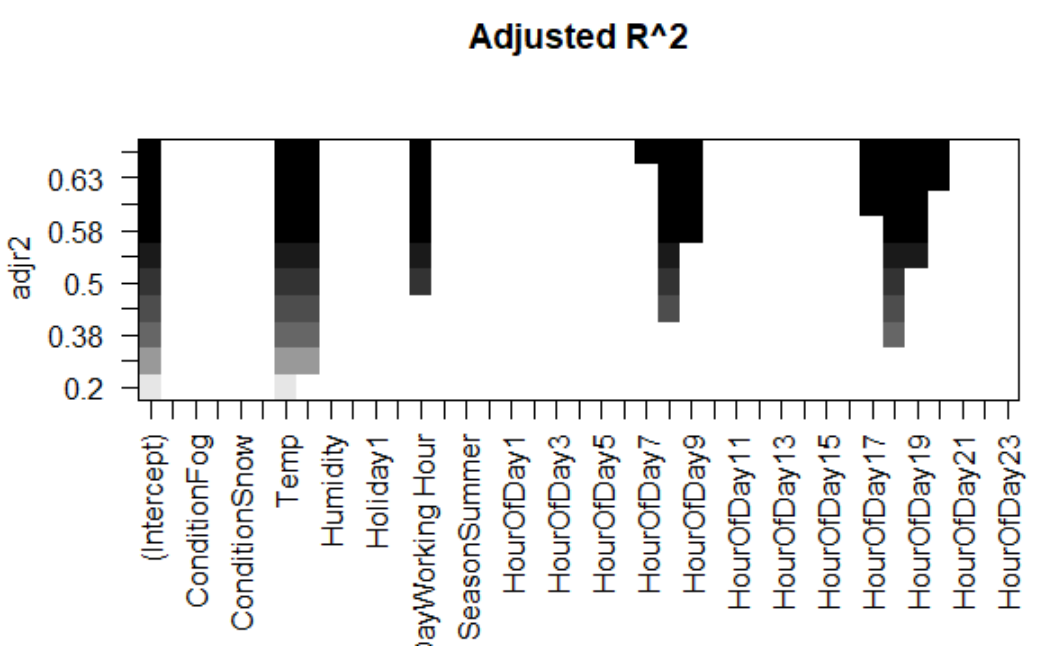 Adjusted R^2
adjr2
0.63
0.58
0.5
0.38
0.2
(Intercept)
ConditionFog
ConditionSnow
Temp
Humidity
Holiday1
DayWorking Hour
SeasonSummer
HourOfDay1
HourOfDay3
HourOfDay5
HourOfDay7
HourOfDay9
HourOfDay11
HourOfDay13
HourOfDay15
HourOfDay17
HourOfDay19
HourOfDay21
HourOfDay23